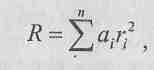 R = \sum^{n} a_i r_i^2 ,